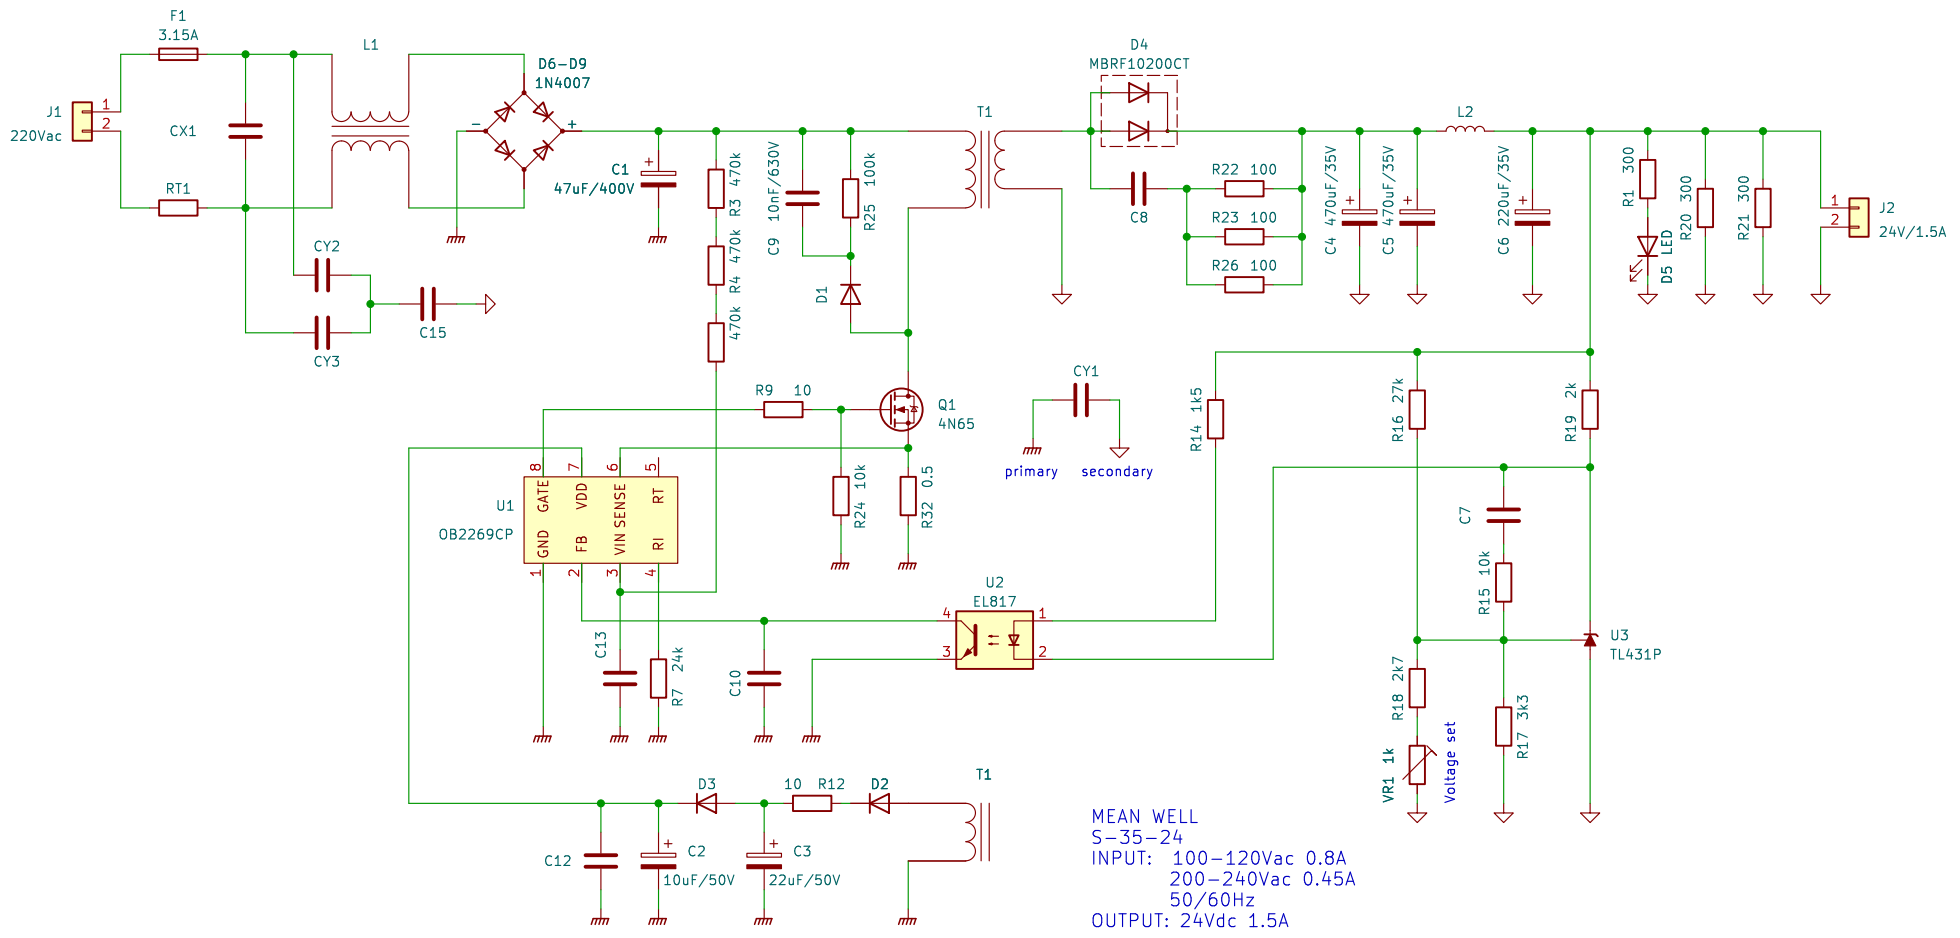 F1
3.15A
L1
D6-D9
1N4007
D4
MBRF10200CT
J1
220Vac
1
2
CX1
-
+
T1
L2
RT1
C1
47uF/400V
+
R3 470k
C9 10nF/630V
R25 100k
C8
R22 100
R23 100
R26 100
C4 470uF/35V
+
C5 470uF/35V
+
C6 220uF/35V
+
R1 300
D5 LED
R20 300
R21 300
1
2
J2
24V/1.5A
CY2
CY3
C15
R4 470k
470k
D1
R9 10
Q1
4N65
CY1
primary
secondary
R14 1k5
R16 27k
R19 2k
U1
OB2269CP
8
7
6
5
GATE
VDD
SENSE
RT
GND
FB
VIN
RI
1
2
3
4
R24 10k
R32 0.5
C7
R15 10k
U2
EL817
4
3
1
2
C13
R7 24k
C10
U3
TL431P
R18 2k7
R17 3k3
VR1 1k
Voltage set
D3
10 R12
D2
T1
C12
+
C2
10uF/50V
+
C3
22uF/50V
MEAN WELL
S-35-24
INPUT: 100-120Vac 0.8A
200-240Vac 0.45A
50/60Hz
OUTPUT: 24Vdc 1.5A